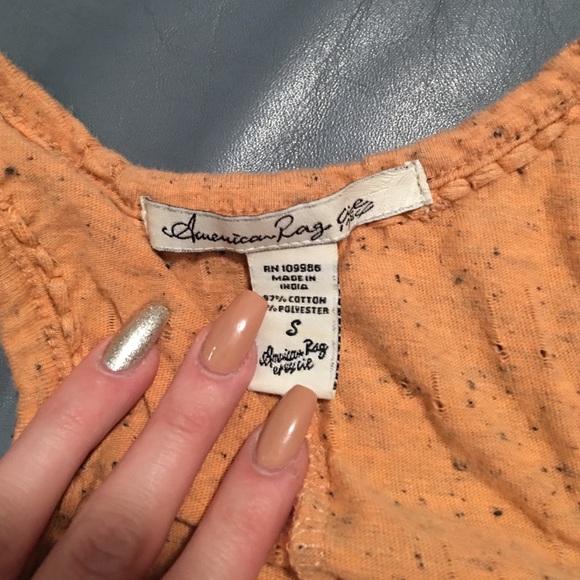 American Rag cie
RN 109986
MADE IN
INDIA
97% COTTON
% POLYESTER
S
American Rag
cie